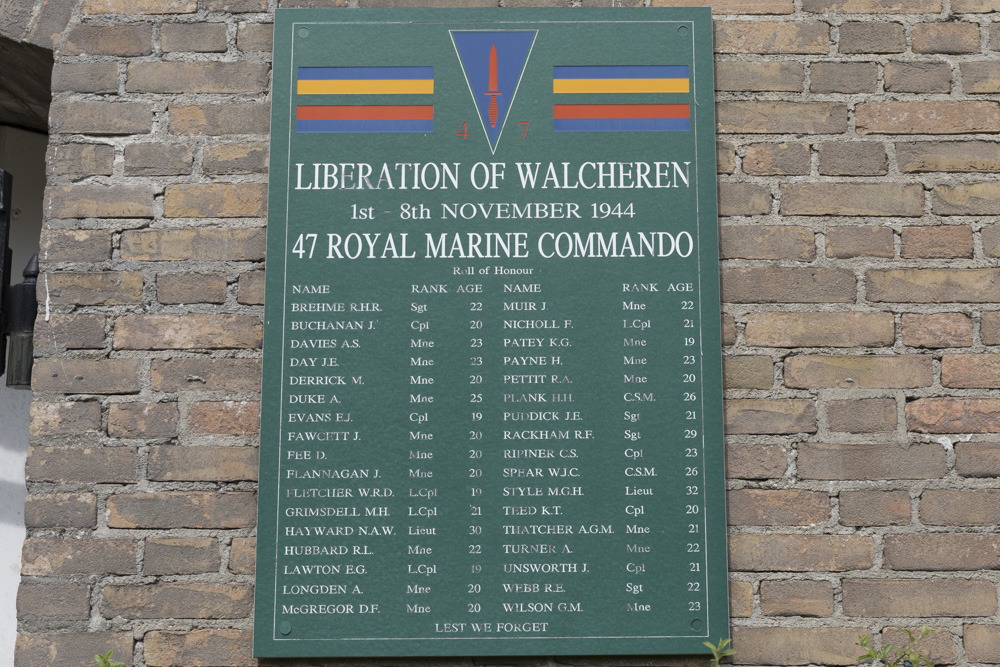 4 7
LIBERATION OF WALCHEREN
1st - 8th NOVEMBER 1944
47 ROYAL MARINE COMMANDO
Roll of Honour
NAME RANK AGE NAME RANK AGE
BREHME R.H.R. Sgt 22 MUIR J. Mne 22
BUCHANAN J. Cpl 20 NICHOLL F. L.Cpl 21
DAVIES A.S. Mne 23 PATEY K.G. Mne 19
DAY J.E. Mne 23 PAYNE H. Mne 23
DERRICK M. Mne 20 PETTIT R.A. Mne 20
DUKE A. Mne 25 PLANK H.H. C.S.M. 26
EVANS E.J. Cpl 19 PUDDICK J.E. Sgt 21
FAWCETT J. Mne 20 RACKHAM R.F. Sgt 29
FEE D. Mne 20 RIPINER C.S. Cpl 23
FLANNAGAN J. Mne 20 SPEAR W.J.C. C.S.M. 26
FLETCHER W.R.D. L.Cpl 19 STYLE M.G.H. Lieut 32
GRIMSDELL M.H. L.Cpl 21 TEED K.T. Cpl 20
HAYWARD N.A.W. Lieut 30 THATCHER A.G.M. Mne 21
HUBBARD R.L. Mne 22 TURNER A. Mne 22
LAWTON E.G. L.Cpl 19 UNSWORTH J. Cpl 21
LONGDEN A. Mne 20 WEBB R.E. Sgt 22
McGREGOR D.F. Mne 20 WILSON G.M. Mne 23
LEST WE FORGET